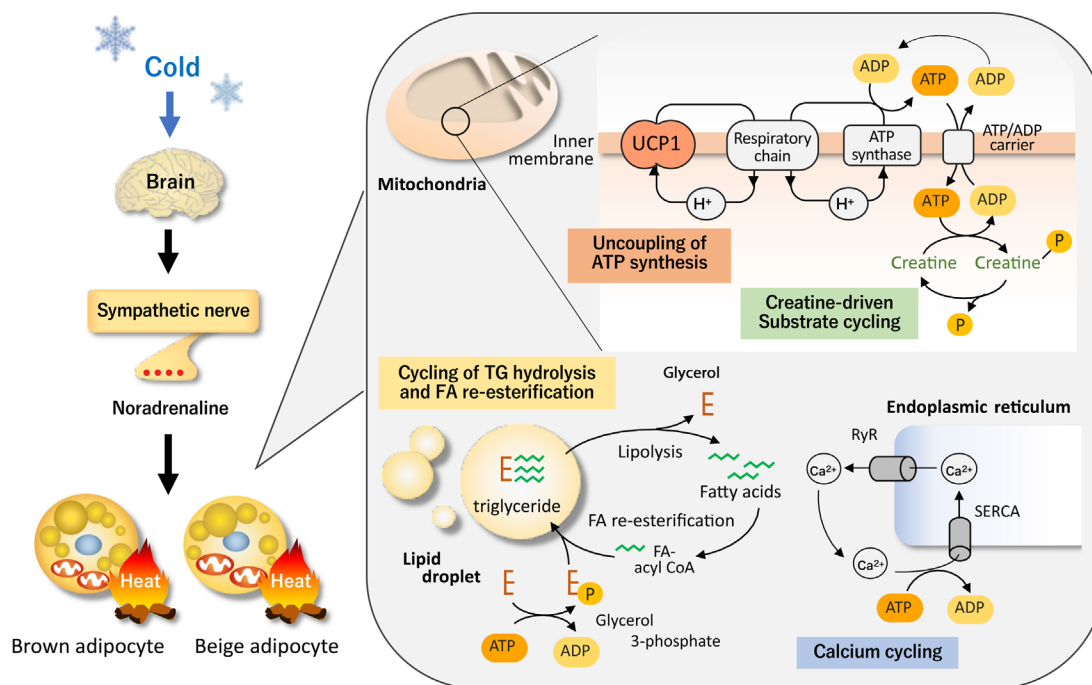 Cold
Brain
Sympathetic nerve
Noradrenaline
Heat
Heat
Brown adipocyte
Beige adipocyte
Mitochondria
Inner
membrane
UCP1
Respiratory
chain
ATP
synthase
ADP
ATP
ADP
ATP/ADP
carrier
H+
H+
ATP
ADP
Uncoupling of
ATP synthesis
Creatine
Creatine
P
P
Creatine-driven
Substrate cycling
Cycling of TG hydrolysis
and FA re-esterification
Glycerol
E
Lipolysis
E
triglyceride
Fatty acids
FA re-esterification
FA-
acyl CoA
Lipid
droplet
E
E
P
Glycerol
3-phosphate
ATP
ADP
Endoplasmic reticulum
RyR
Ca2+
Ca2+
SERCA
Ca2+
ATP
ADP
Calcium cycling